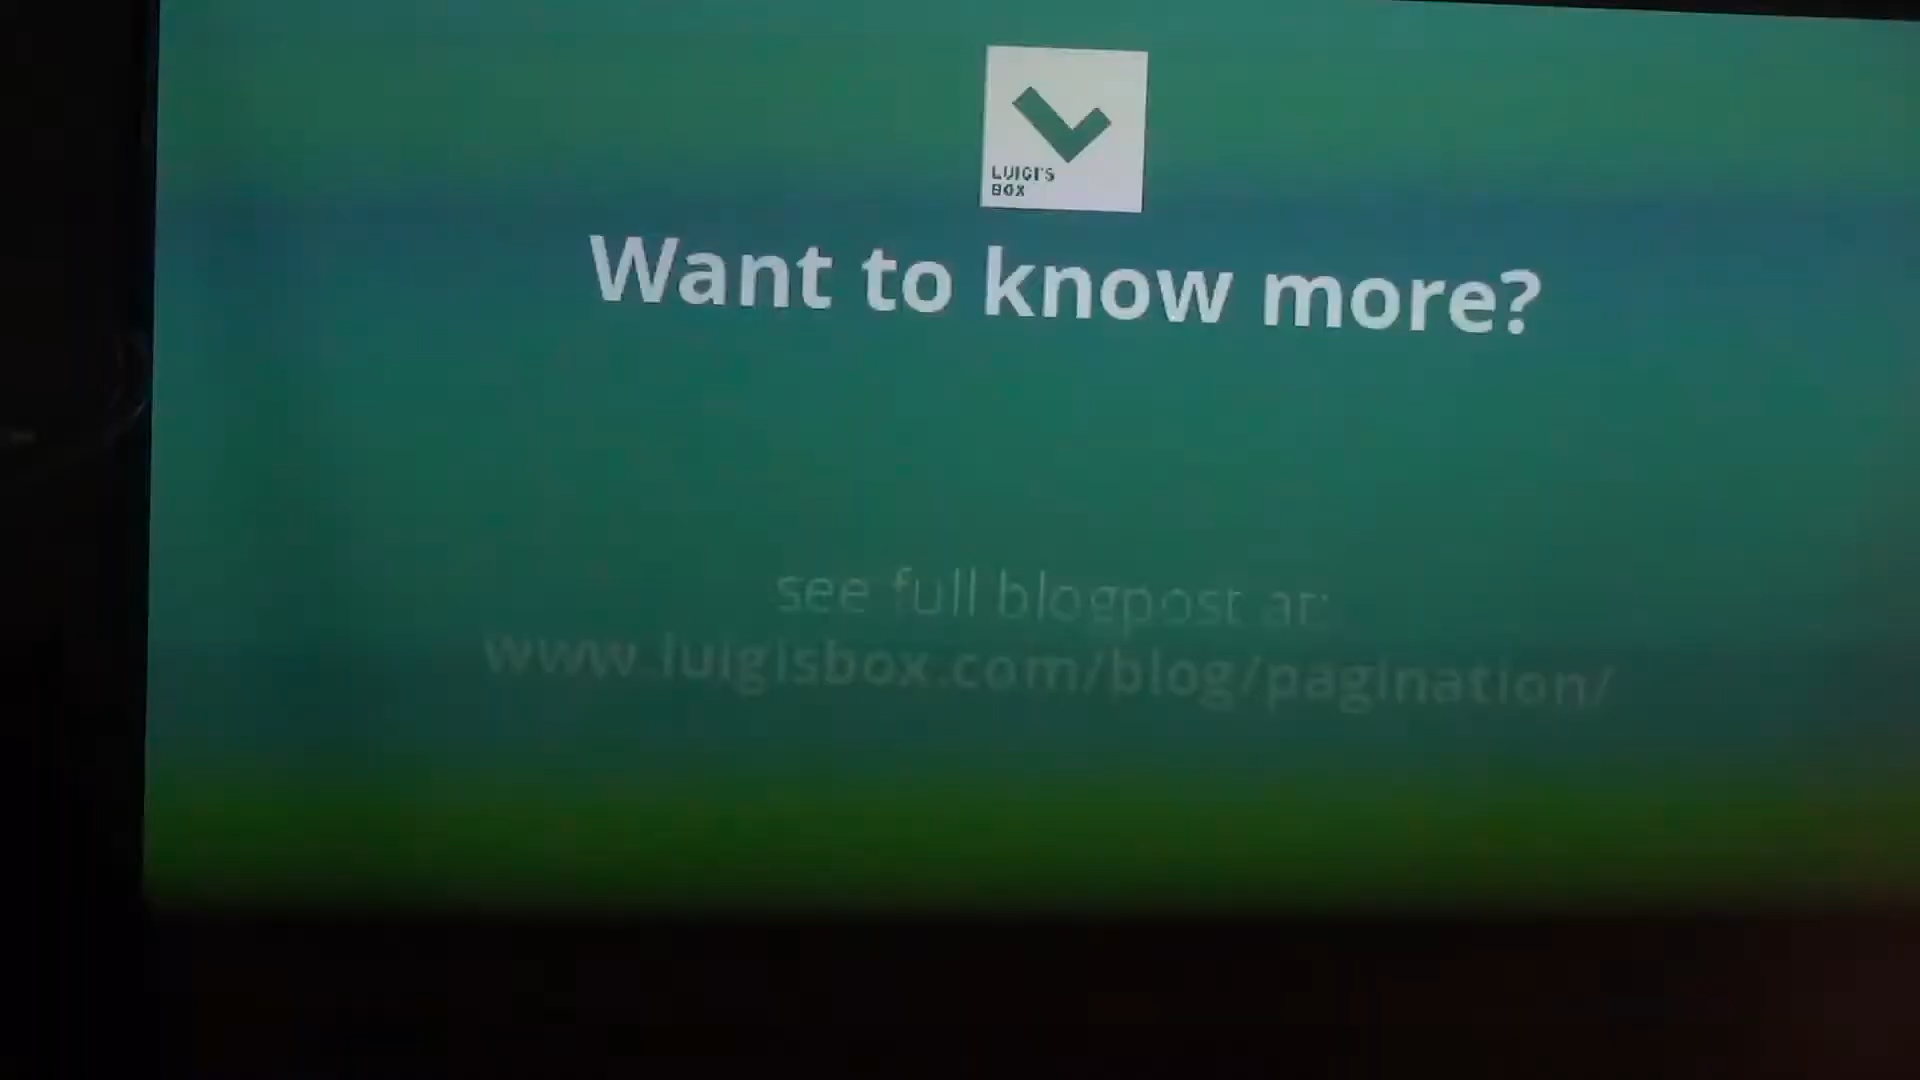 LUIGI'S
BOX
Want to know more?
see full blogpost at:
www.luigisbox.com/blog/pagination/